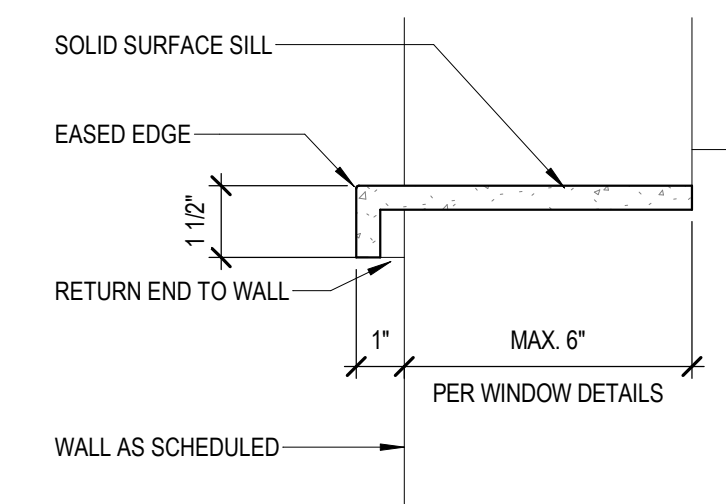 SOLID SURFACE SILL
EASED EDGE
1 1/2"
RETURN END TO WALL
1"
MAX. 6"
PER WINDOW DETAILS
WALL AS SCHEDULED